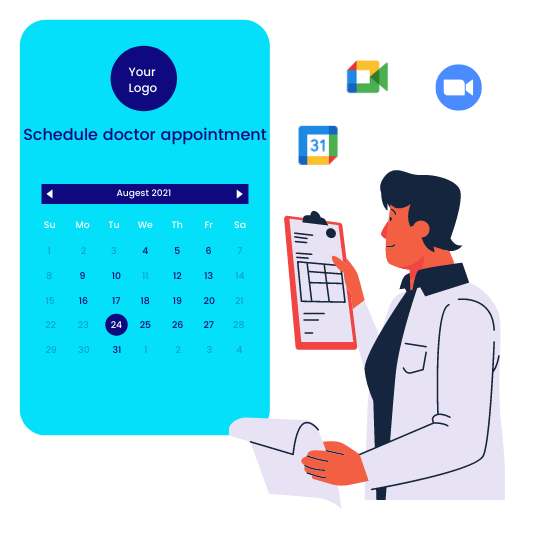 Your
Logo
Schedule doctor appointment
Augest 2021
Su Mo Tu We Th Fr Sa
1 2 3 4 5 6 7
8 9 10 11 12 13 14
15 16 17 18 19 20 21
22 23 24 25 26 27 28
29 30 31 1 2 3 4
31